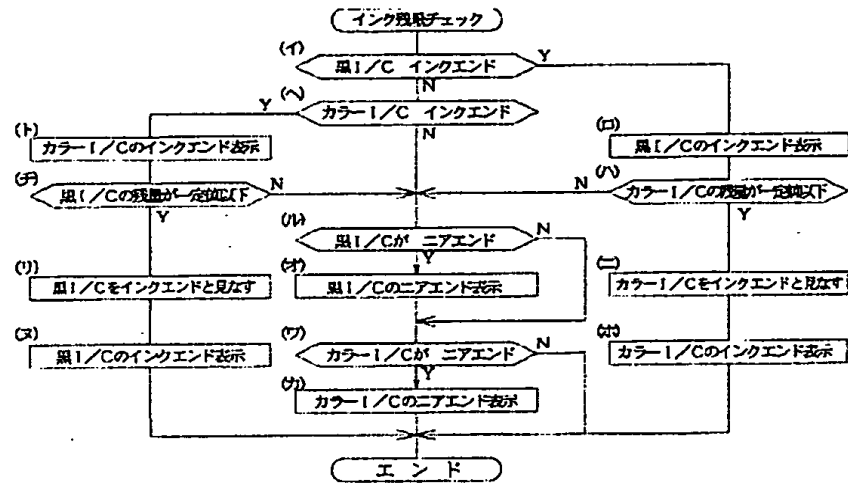 インク残量チェック
(イ)
黒I/C インクエンド
Y
N
(ヘ)
カラーI/C インクエンド
Y
N
(ト)
カラーI/Cのインクエンド表示
(ロ)
黒I/Cのインクエンド表示
(チ)
黒I/Cの残量が一定値以下
N
Y
(ハ)
カラーI/Cの残量が一定値以下
N
Y
(ル)
黒I/Cが ニアエンド
N
Y
(リ)
黒I/Cをインクエンドと見なす
(オ)
黒I/Cのニアエンド表示
(ニ)
カラーI/Cをインクエンドと見なす
(ヌ)
黒I/Cのインクエンド表示
(ワ)
カラーI/Cが ニアエンド
N
Y
(ホ)
カラーI/Cのインクエンド表示
(カ)
カラーI/Cのニアエンド表示
エンド